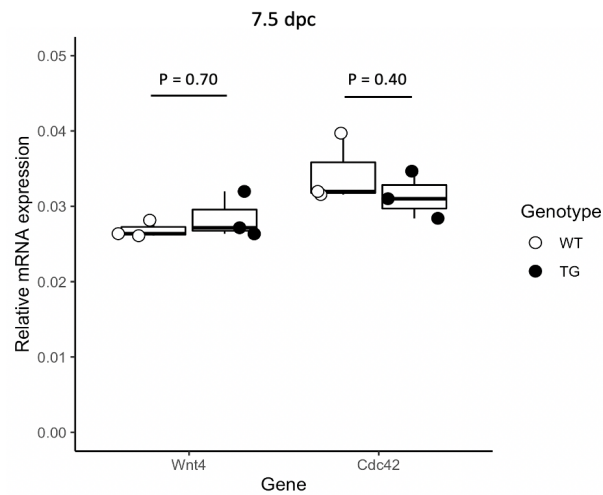 7.5 dpc
P = 0.70
P = 0.40
0.05
0.04
0.03
0.02
0.01
0.00
Relative mRNA expression
Wnt4
Cdc42
Gene
Genotype
WT
TG